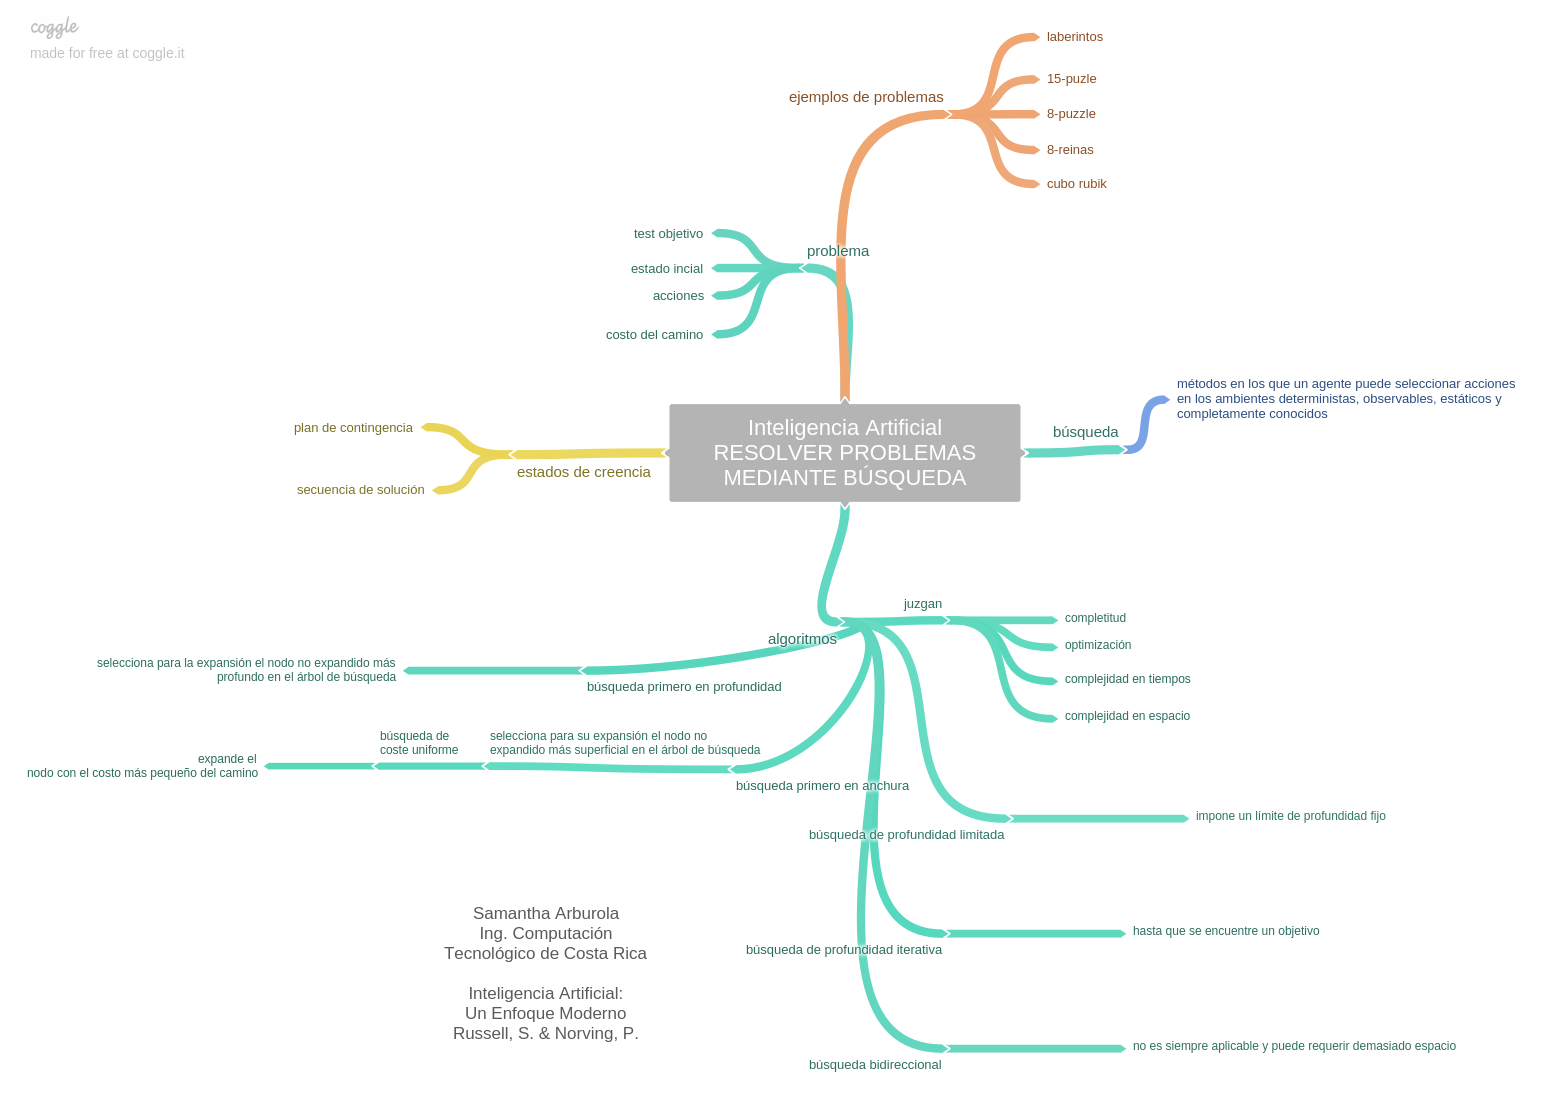 coggle
made for free at coggle.it
ejemplos de problemas
laberintos
15-puzle
8-puzzle
8-reinas
cubo rubik
problema
test objetivo
estado incial
acciones
costo del camino
Inteligencia Artificial
RESOLVER PROBLEMAS
MEDIANTE BÚSQUEDA
búsqueda
métodos en los que un agente puede seleccionar acciones
en los ambientes deterministas, observables, estáticos y
completamente conocidos
estados de creencia
plan de contingencia
secuencia de solución
algoritmos
juzgan
completitud
optimización
complejidad en tiempos
complejidad en espacio
búsqueda primero en profundidad
selecciona para la expansión el nodo no expandido más
profundo en el árbol de búsqueda
búsqueda primero en anchura
selecciona para su expansión el nodo no
expandido más superficial en el árbol de búsqueda
búsqueda de
coste uniforme
expande el
nodo con el costo más pequeño del camino
búsqueda de profundidad limitada
impone un límite de profundidad fijo
búsqueda de profundidad iterativa
hasta que se encuentre un objetivo
búsqueda bidireccional
no es siempre aplicable y puede requerir demasiado espacio
Samantha Arburola
Ing. Computación
Tecnológico de Costa Rica
Inteligencia Artificial:
Un Enfoque Moderno
Russell, S. & Norving, P.